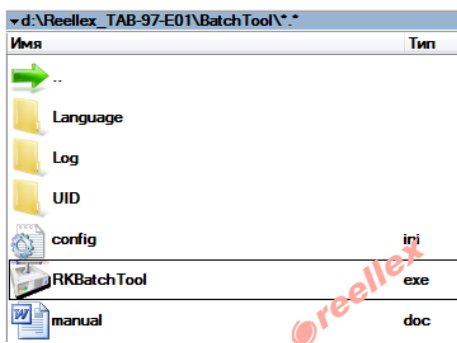 d:\Reellex_TAB-97-E01\BatchTool\*.*
Имя Тип
..
Language
Log
UID
config ini
RKBatchTool exe
manual doc
reellex